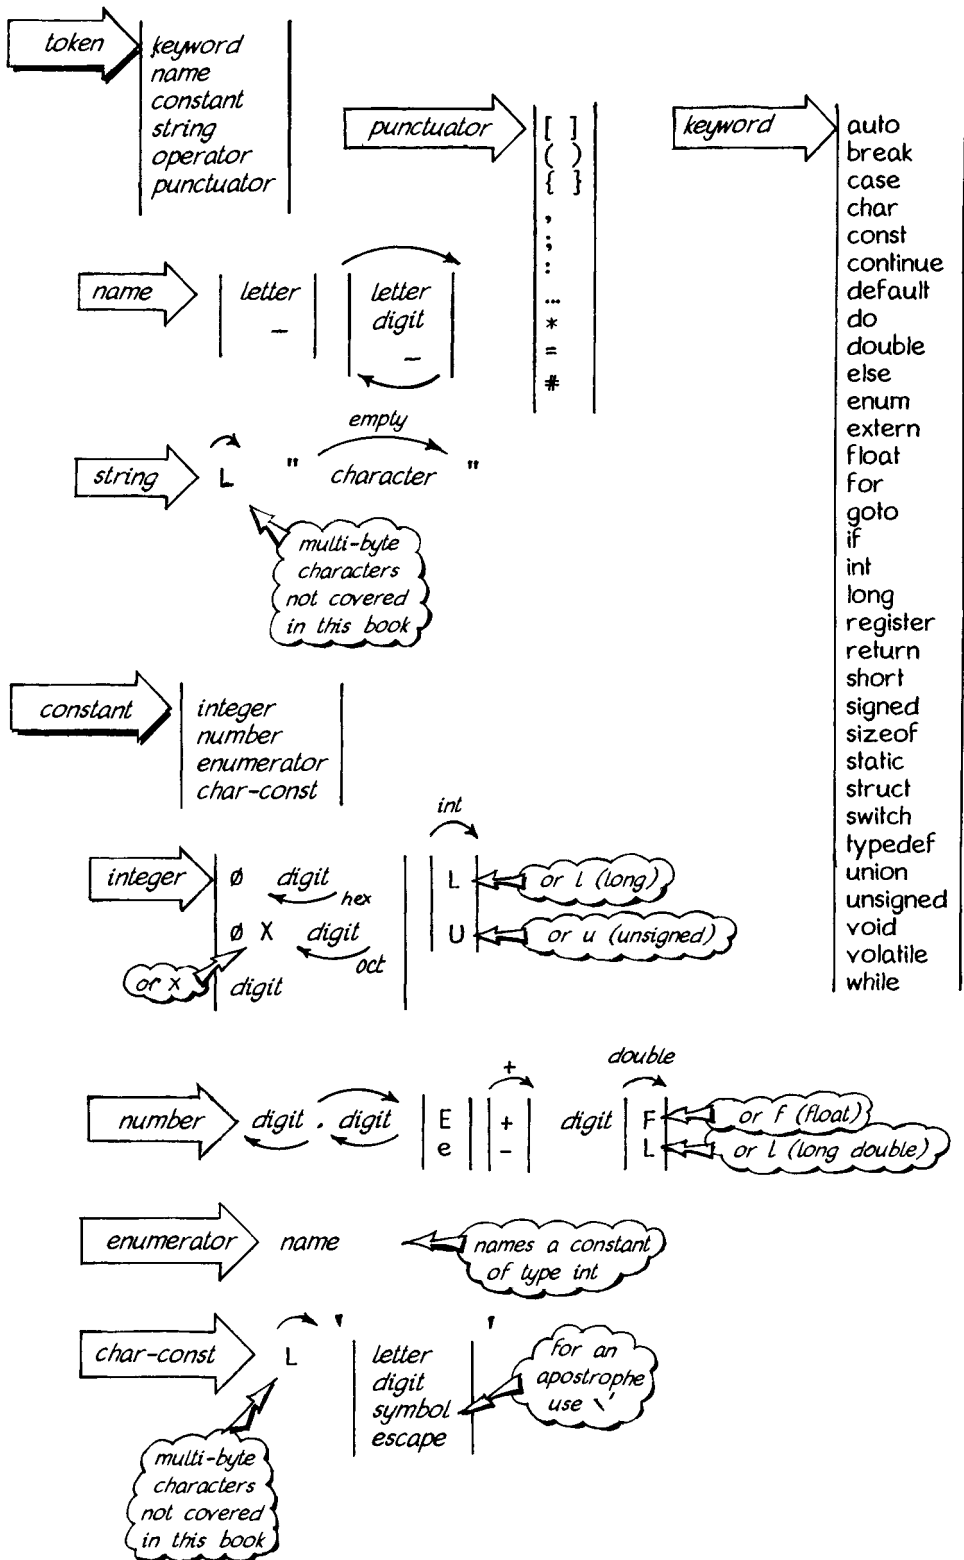 token
keyword
name
constant
string
operator
punctuator
punctuator
[ ]
( )
{ }
,
;
:
...
*
=
#
keyword
auto
break
case
char
const
continue
default
do
double
else
enum
extern
float
for
goto
if
int
long
register
return
short
signed
sizeof
static
struct
switch
typedef
union
unsigned
void
volatile
while
name
letter
_
letter
digit
_
string
L
" character "
empty
multi-byte
characters
not covered
in this book
constant
integer
number
enumerator
char-const
integer
Ø digit
hex
Ø X digit
oct
or x
digit
int
L
or l (long)
U
or u (unsigned)
number
digit . digit
E
e
+
+
-
digit
double
F
or f (float)
L
or l (long double)
enumerator
name
names a constant
of type int
char-const
L
' '
letter
digit
symbol
escape
for an
apostrophe
use \'
multi-byte
characters
not covered
in this book